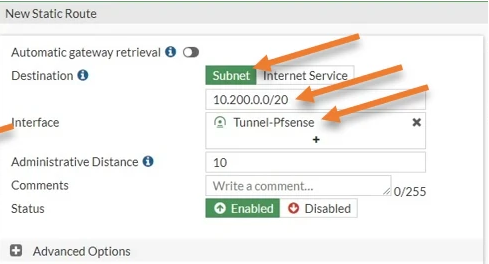 New Static Route
Automatic gateway retrieval
Destination Subnet Internet Service
10.200.0.0/20
Interface Tunnel-Pfsense
+
Administrative Distance 10
Comments Write a comment... 0/255
Status Enabled Disabled
Advanced Options